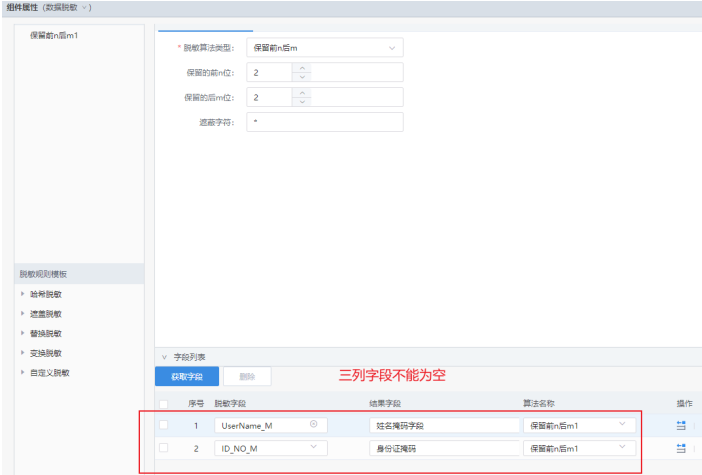 组件属性 (数据脱敏)
保留前n后m1
* 脱敏算法类型: 保留前n后m
保留的前n位: 2
保留的后m位: 2
遮蔽字符: *
脱敏规则模板
哈希脱敏
遮盖脱敏
替换脱敏
变换脱敏
自定义脱敏
字段列表
获取字段 删除 三列字段不能为空
序号 脱敏字段 结果字段 算法名称 操作
1 UserName_M 姓名掩码字段 保留前n后m1
2 ID_NO_M 身份证掩码 保留前n后m1